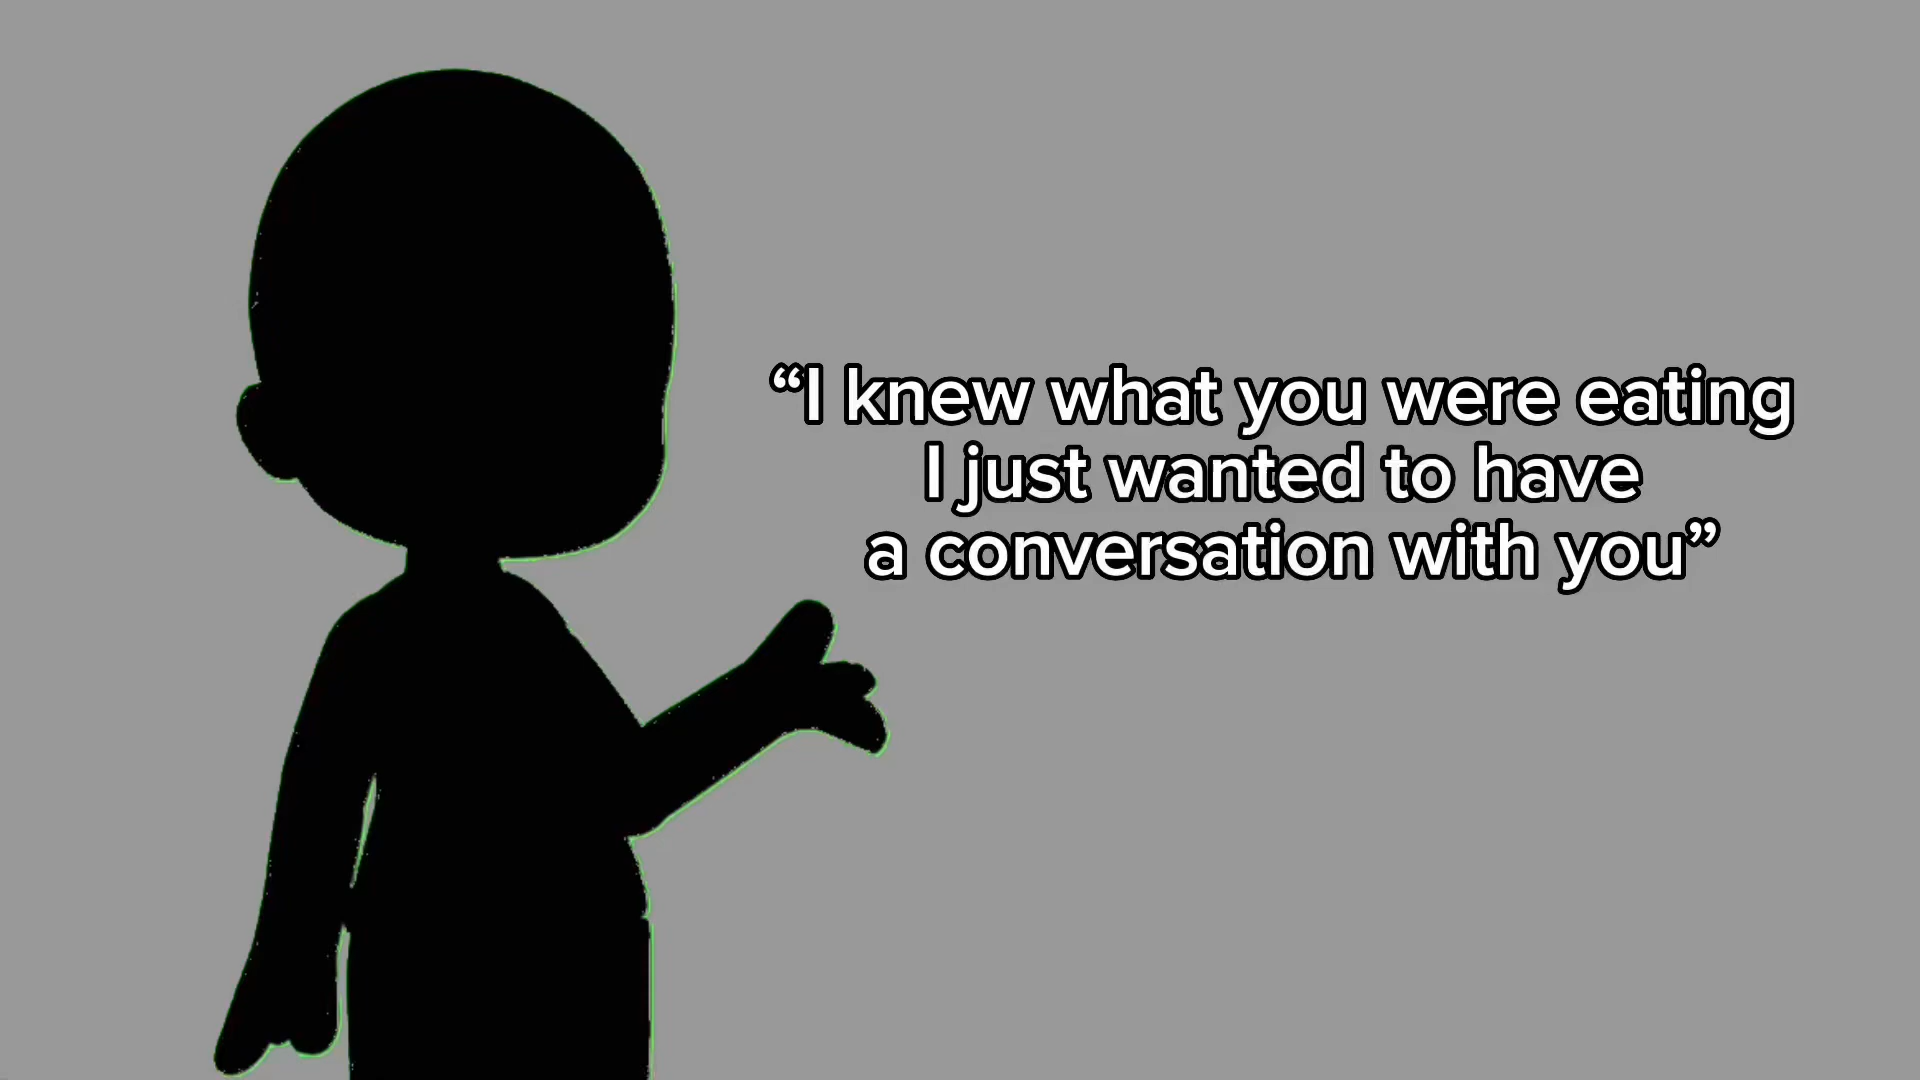 “I knew what you were eating
I just wanted to have
a conversation with you”